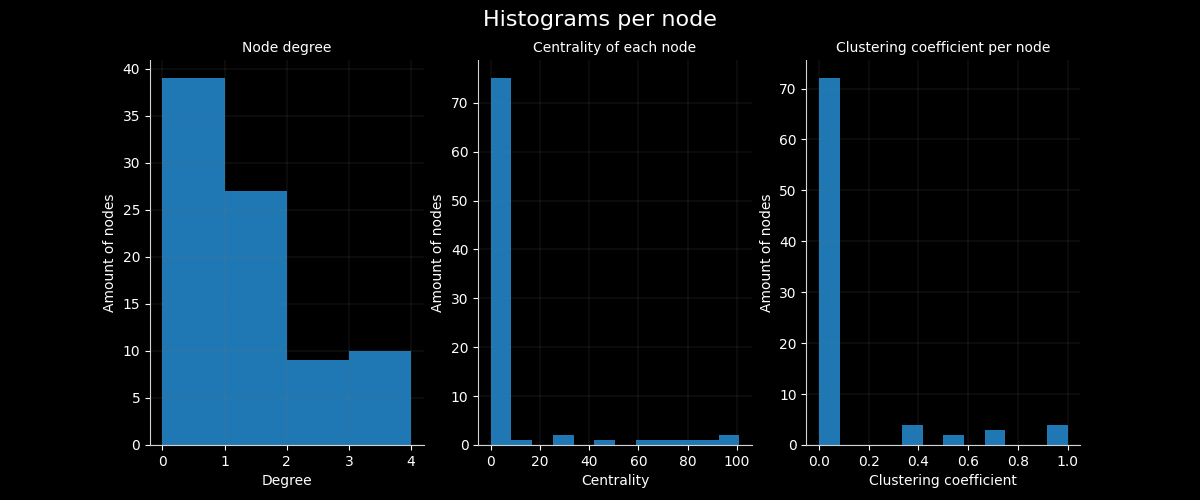 Histograms per node
Node degree
40
35
30
25
20
15
10
5
0
Amount of nodes
0 1 2 3 4
Degree
Centrality of each node
70
60
50
40
30
20
10
0
Amount of nodes
0 20 40 60 80 100
Centrality
Clustering coefficient per node
70
60
50
40
30
20
10
0
Amount of nodes
0.0 0.2 0.4 0.6 0.8 1.0
Clustering coefficient